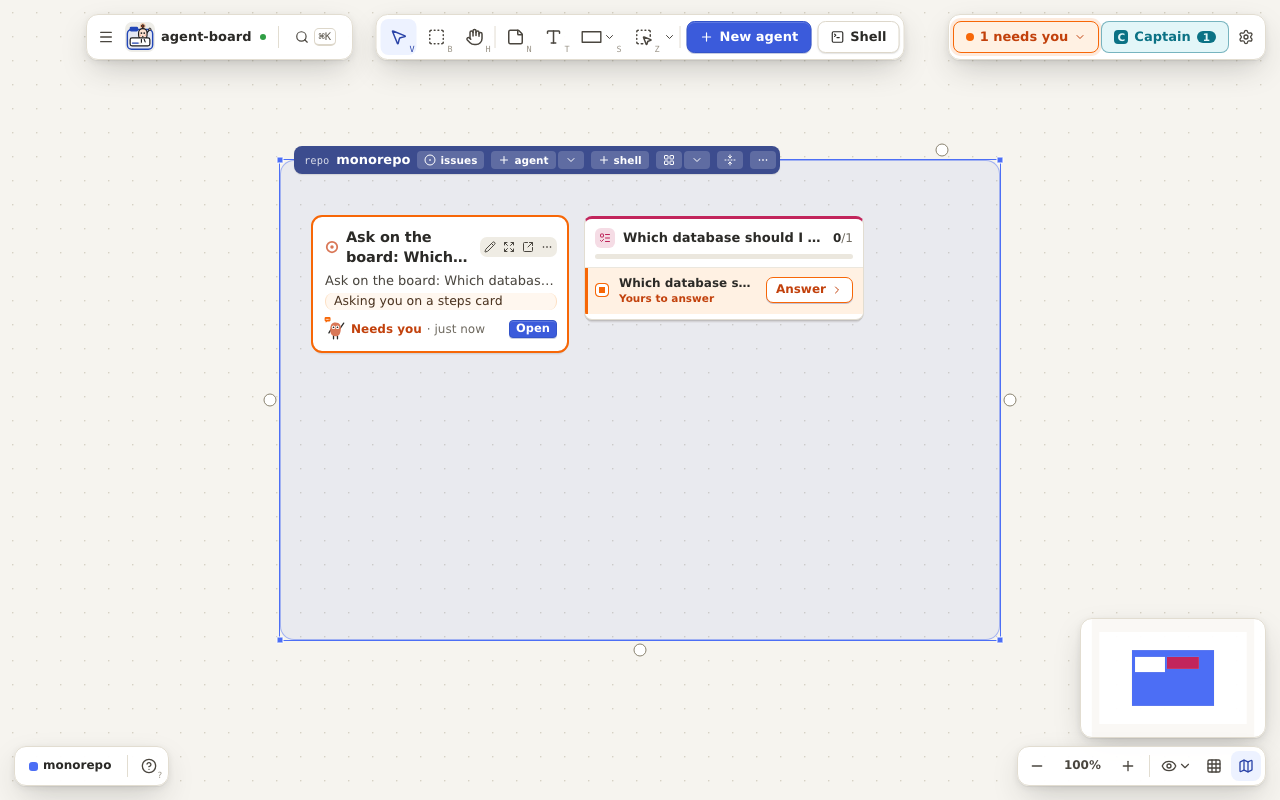 agent-board
⌘K
V
B
H
N
T
S
Z
New agent
Shell
1 needs you
C Captain 1
repo monorepo issues agent shell
Ask on the
board: Which…
Ask on the board: Which databas…
Asking you on a steps card
Needs you · just now
Open
Which database should I …
0/1
Which database s…
Yours to answer
Answer
monorepo
?
100%